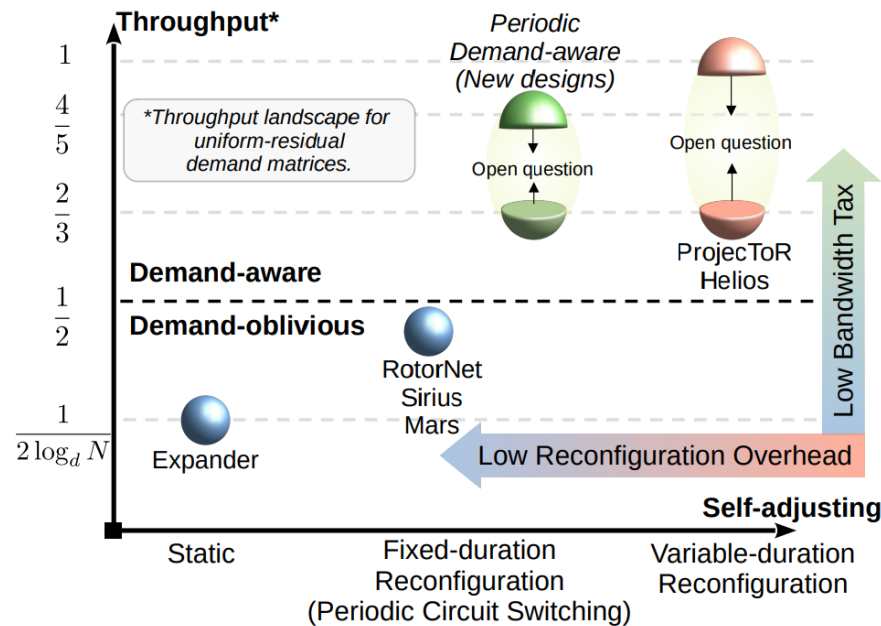 Throughput*
1
4
5
2
3
1
2
1
2 log_d N
*Throughput landscape for
uniform-residual
demand matrices.
Periodic
Demand-aware
(New designs)
Open question
Open question
ProjecToR
Helios
Demand-aware
Demand-oblivious
RotorNet
Sirius
Mars
Expander
Low Bandwidth Tax
Low Reconfiguration Overhead
Self-adjusting
Static
Fixed-duration
Reconfiguration
(Periodic Circuit Switching)
Variable-duration
Reconfiguration